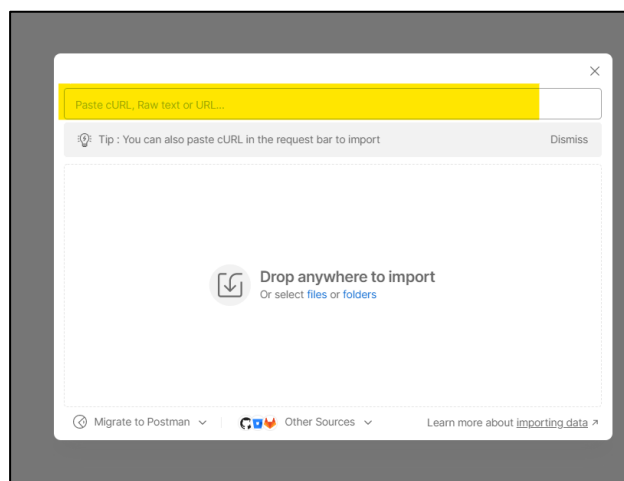 Paste cURL, Raw text or URL...
Tip : You can also paste cURL in the request bar to import
Dismiss
Drop anywhere to import
Or select files or folders
Migrate to Postman
Other Sources
Learn more about importing data